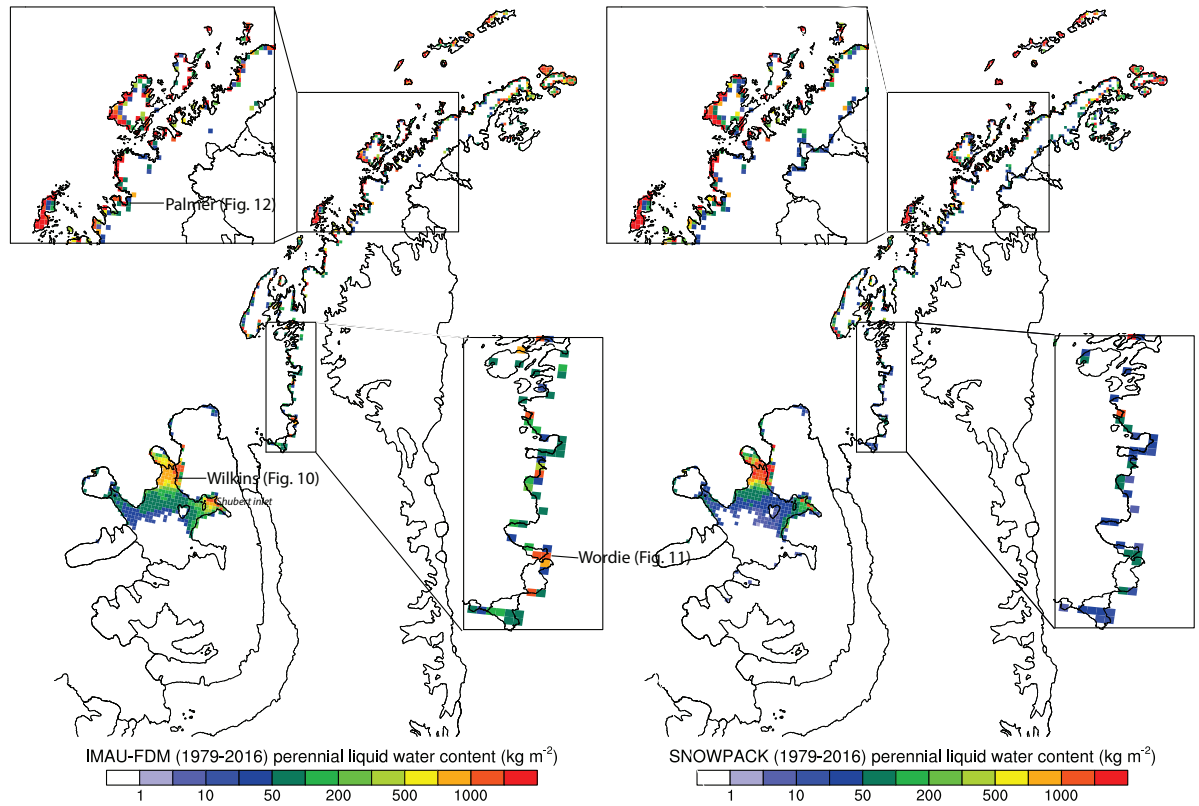 Palmer (Fig. 12)
Wilkins (Fig. 10)
Shubert inlet
Wordie (Fig. 11)
IMAU-FDM (1979-2016) perennial liquid water content (kg m-2)
1 10 50 200 500 1000
SNOWPACK (1979-2016) perennial liquid water content (kg m-2)
1 10 50 200 500 1000